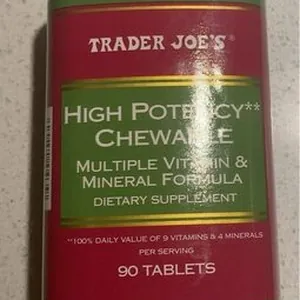 TRADER JOE'S®
HIGH POTENCY**
CHEWABLE
MULTIPLE VITAMIN &
MINERAL FORMULA
DIETARY SUPPLEMENT
**100% DAILY VALUE OF 9 VITAMINS & 4 MINERALS
PER SERVING
90 TABLETS